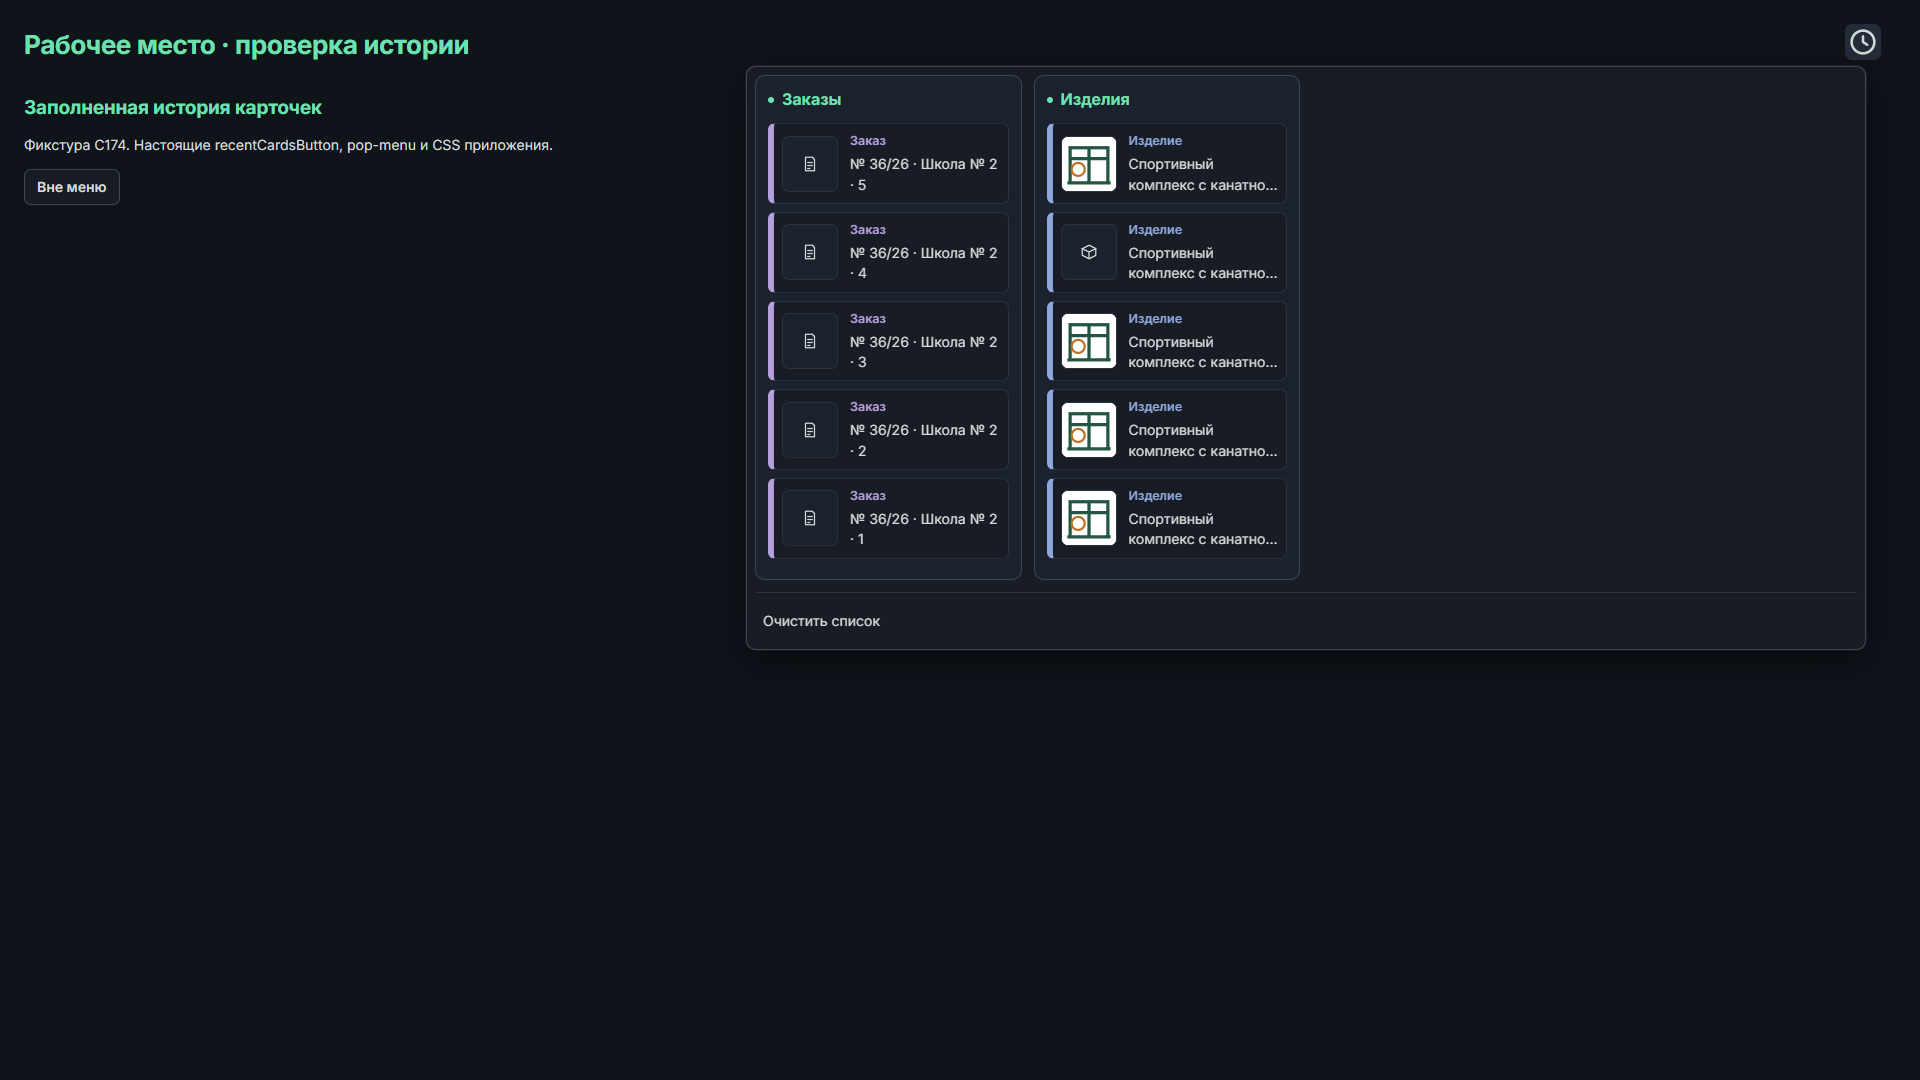 Рабочее место · проверка истории
Заполненная история карточек
Фикстура C174. Настоящие recentCardsButton, pop-menu и CSS приложения.
Вне меню
• Заказы
Заказ
№ 36/26 · Школа № 2
· 5
Заказ
№ 36/26 · Школа № 2
· 4
Заказ
№ 36/26 · Школа № 2
· 3
Заказ
№ 36/26 · Школа № 2
· 2
Заказ
№ 36/26 · Школа № 2
· 1
• Изделия
Изделие
Спортивный
комплекс с канатно...
Изделие
Спортивный
комплекс с канатно...
Изделие
Спортивный
комплекс с канатно...
Изделие
Спортивный
комплекс с канатно...
Изделие
Спортивный
комплекс с канатно...
Очистить список